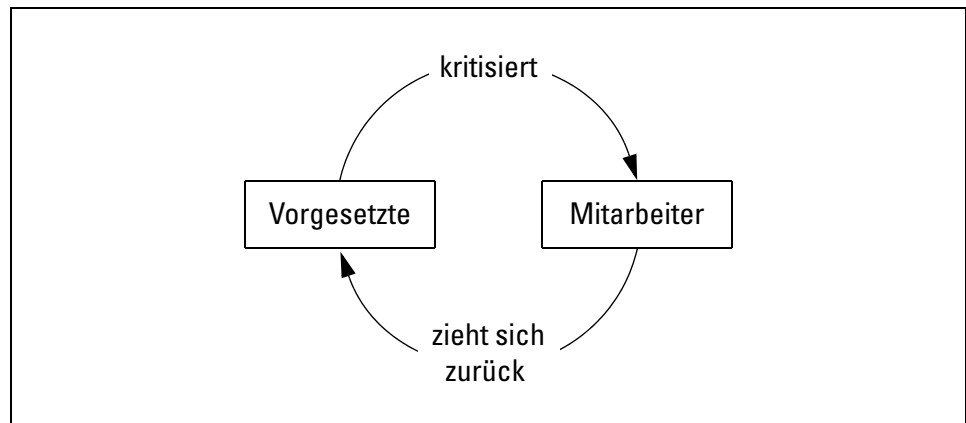 kritisiert
Vorgesetzte
Mitarbeiter
zieht sich
zurück